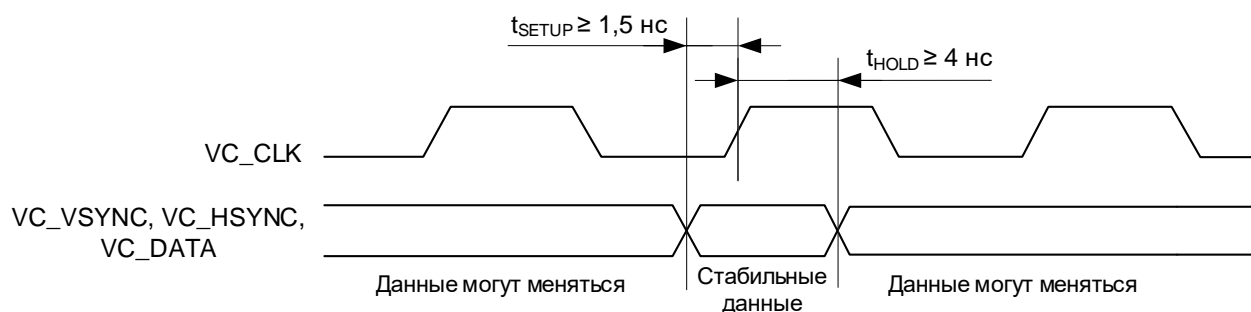 tSETUP ≥ 1,5 нс
tHOLD ≥ 4 нс
VC_CLK
VC_VSYNC, VC_HSYNC,
VC_DATA
Данные могут меняться
Стабильные
данные
Данные могут меняться